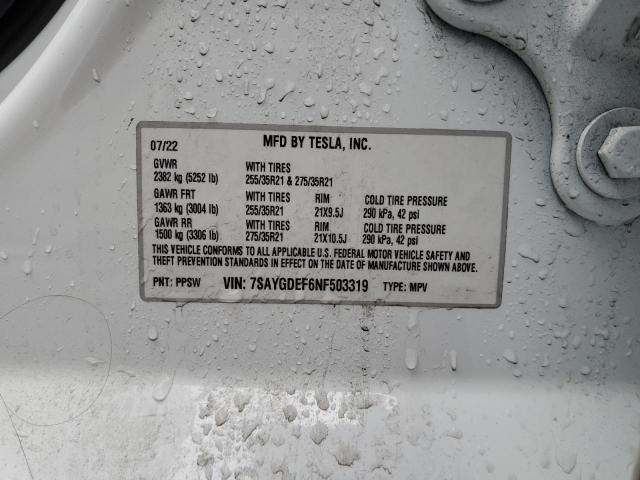 07/22 MFD BY TESLA, INC.
GVWR WITH TIRES
2382 kg (5252 lb) 255/35R21 & 275/35R21
GAWR FRT WITH TIRES RIM COLD TIRE PRESSURE
1363 kg (3004 lb) 255/35R21 21X9.5J 290 kPa, 42 psi
GAWR RR WITH TIRES RIM COLD TIRE PRESSURE
1500 kg (3306 lb) 275/35R21 21X10.5J 290 kPa, 42 psi
THIS VEHICLE CONFORMS TO ALL APPLICABLE U.S. FEDERAL MOTOR VEHICLE SAFETY AND
THEFT PREVENTION STANDARDS IN EFFECT ON THE DATE OF MANUFACTURE SHOWN ABOVE.
PNT: PPSW VIN: 7SAYGDEF6NF503319 TYPE: MPV